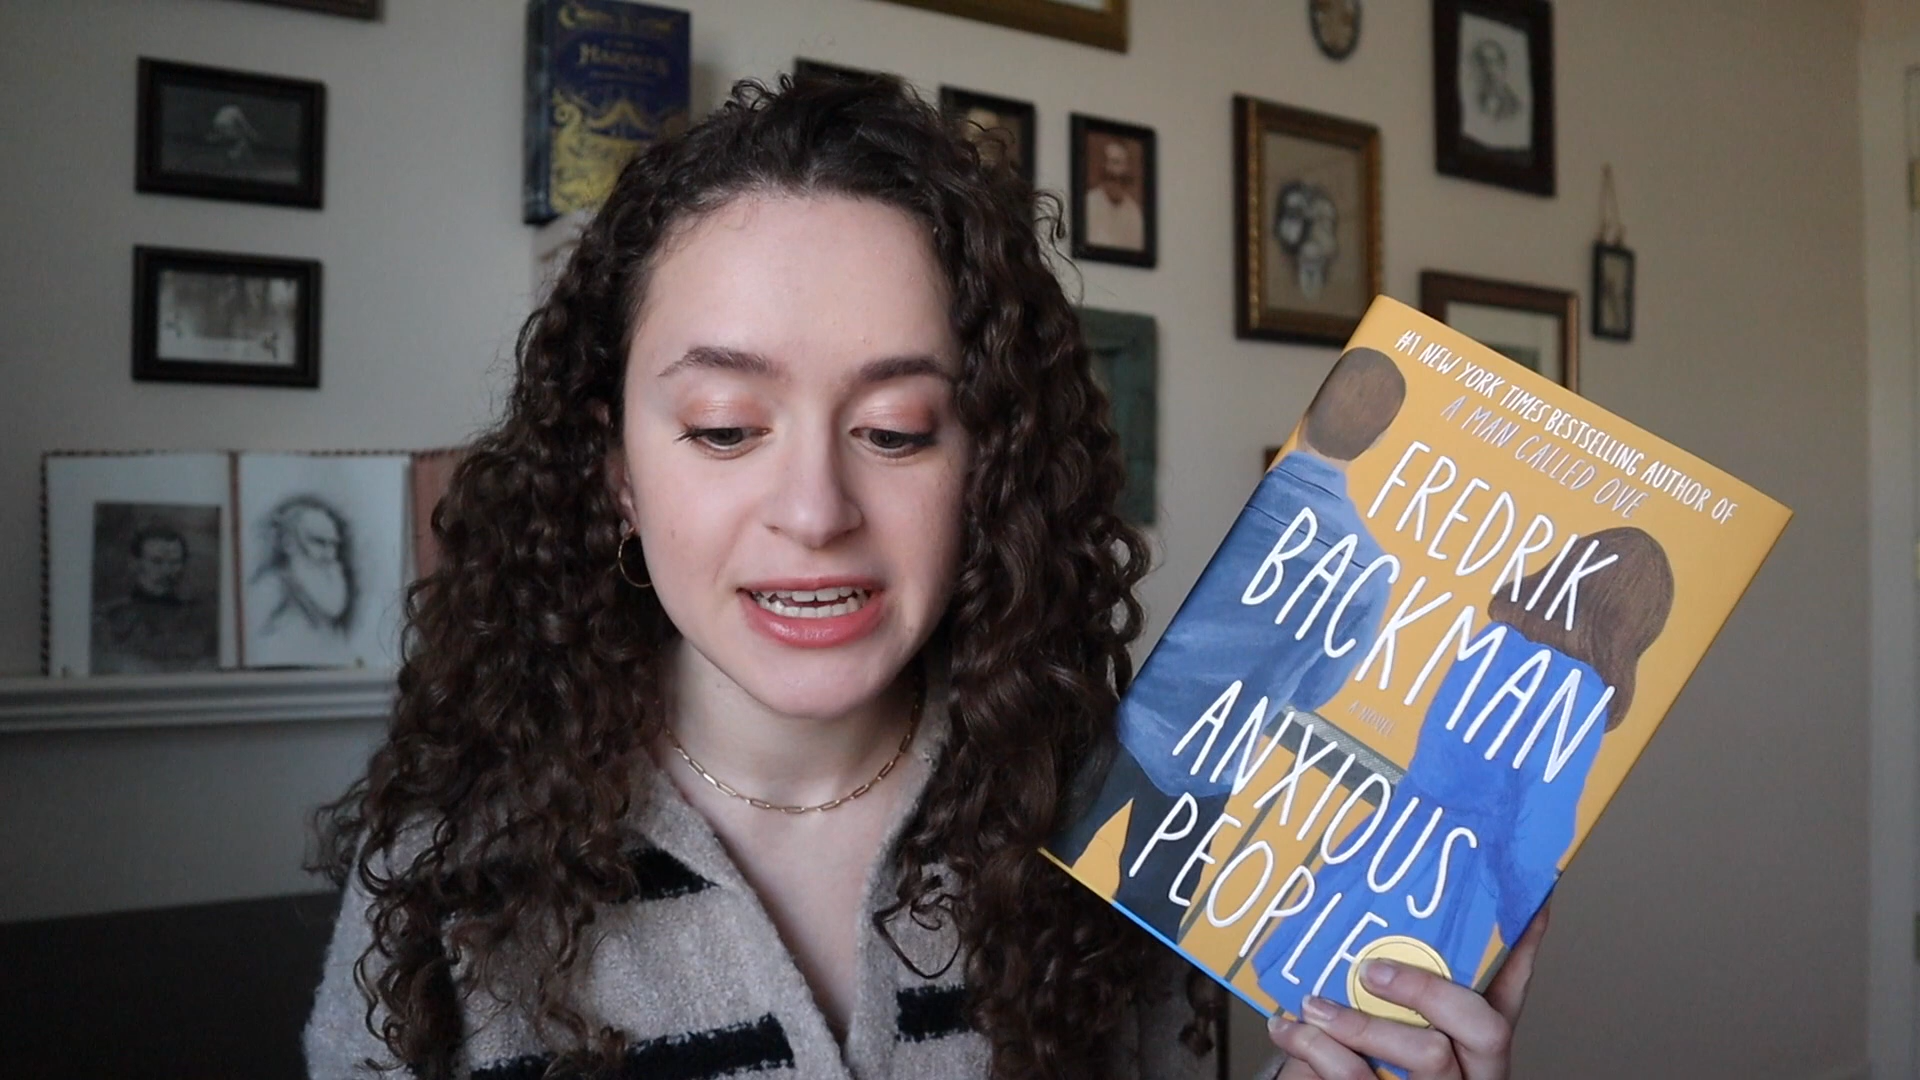 #1 NEW YORK TIMES BESTSELLING AUTHOR OF
A MAN CALLED OVE
FREDRIK
BACKMAN
A NOVEL
ANXIOUS
PEOPLE